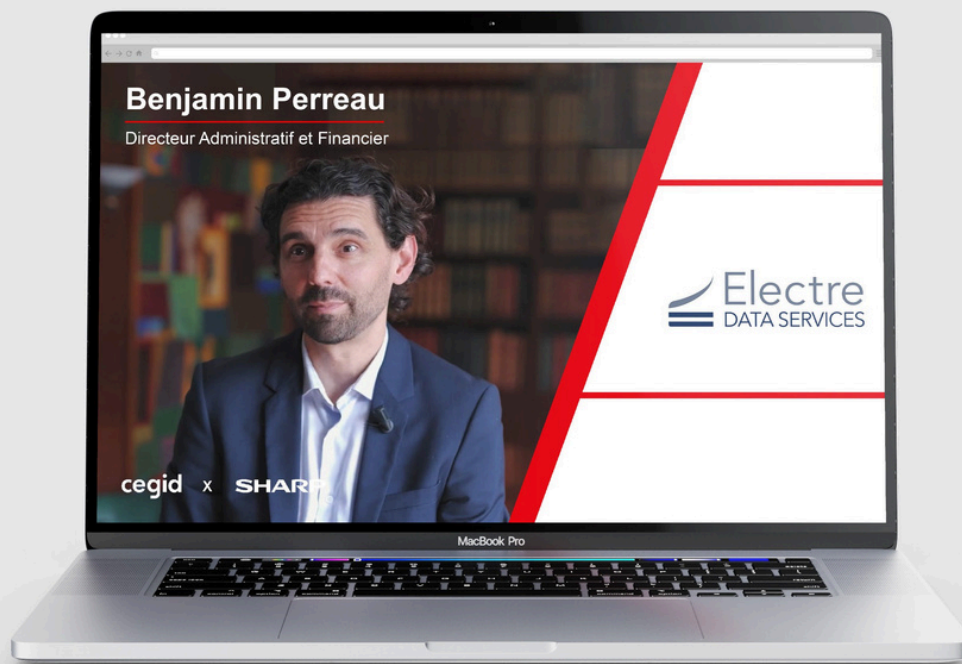 Benjamin Perreau
Directeur Administratif et Financier
Electre
DATA SERVICES
cegid x SHARP
MacBook Pro